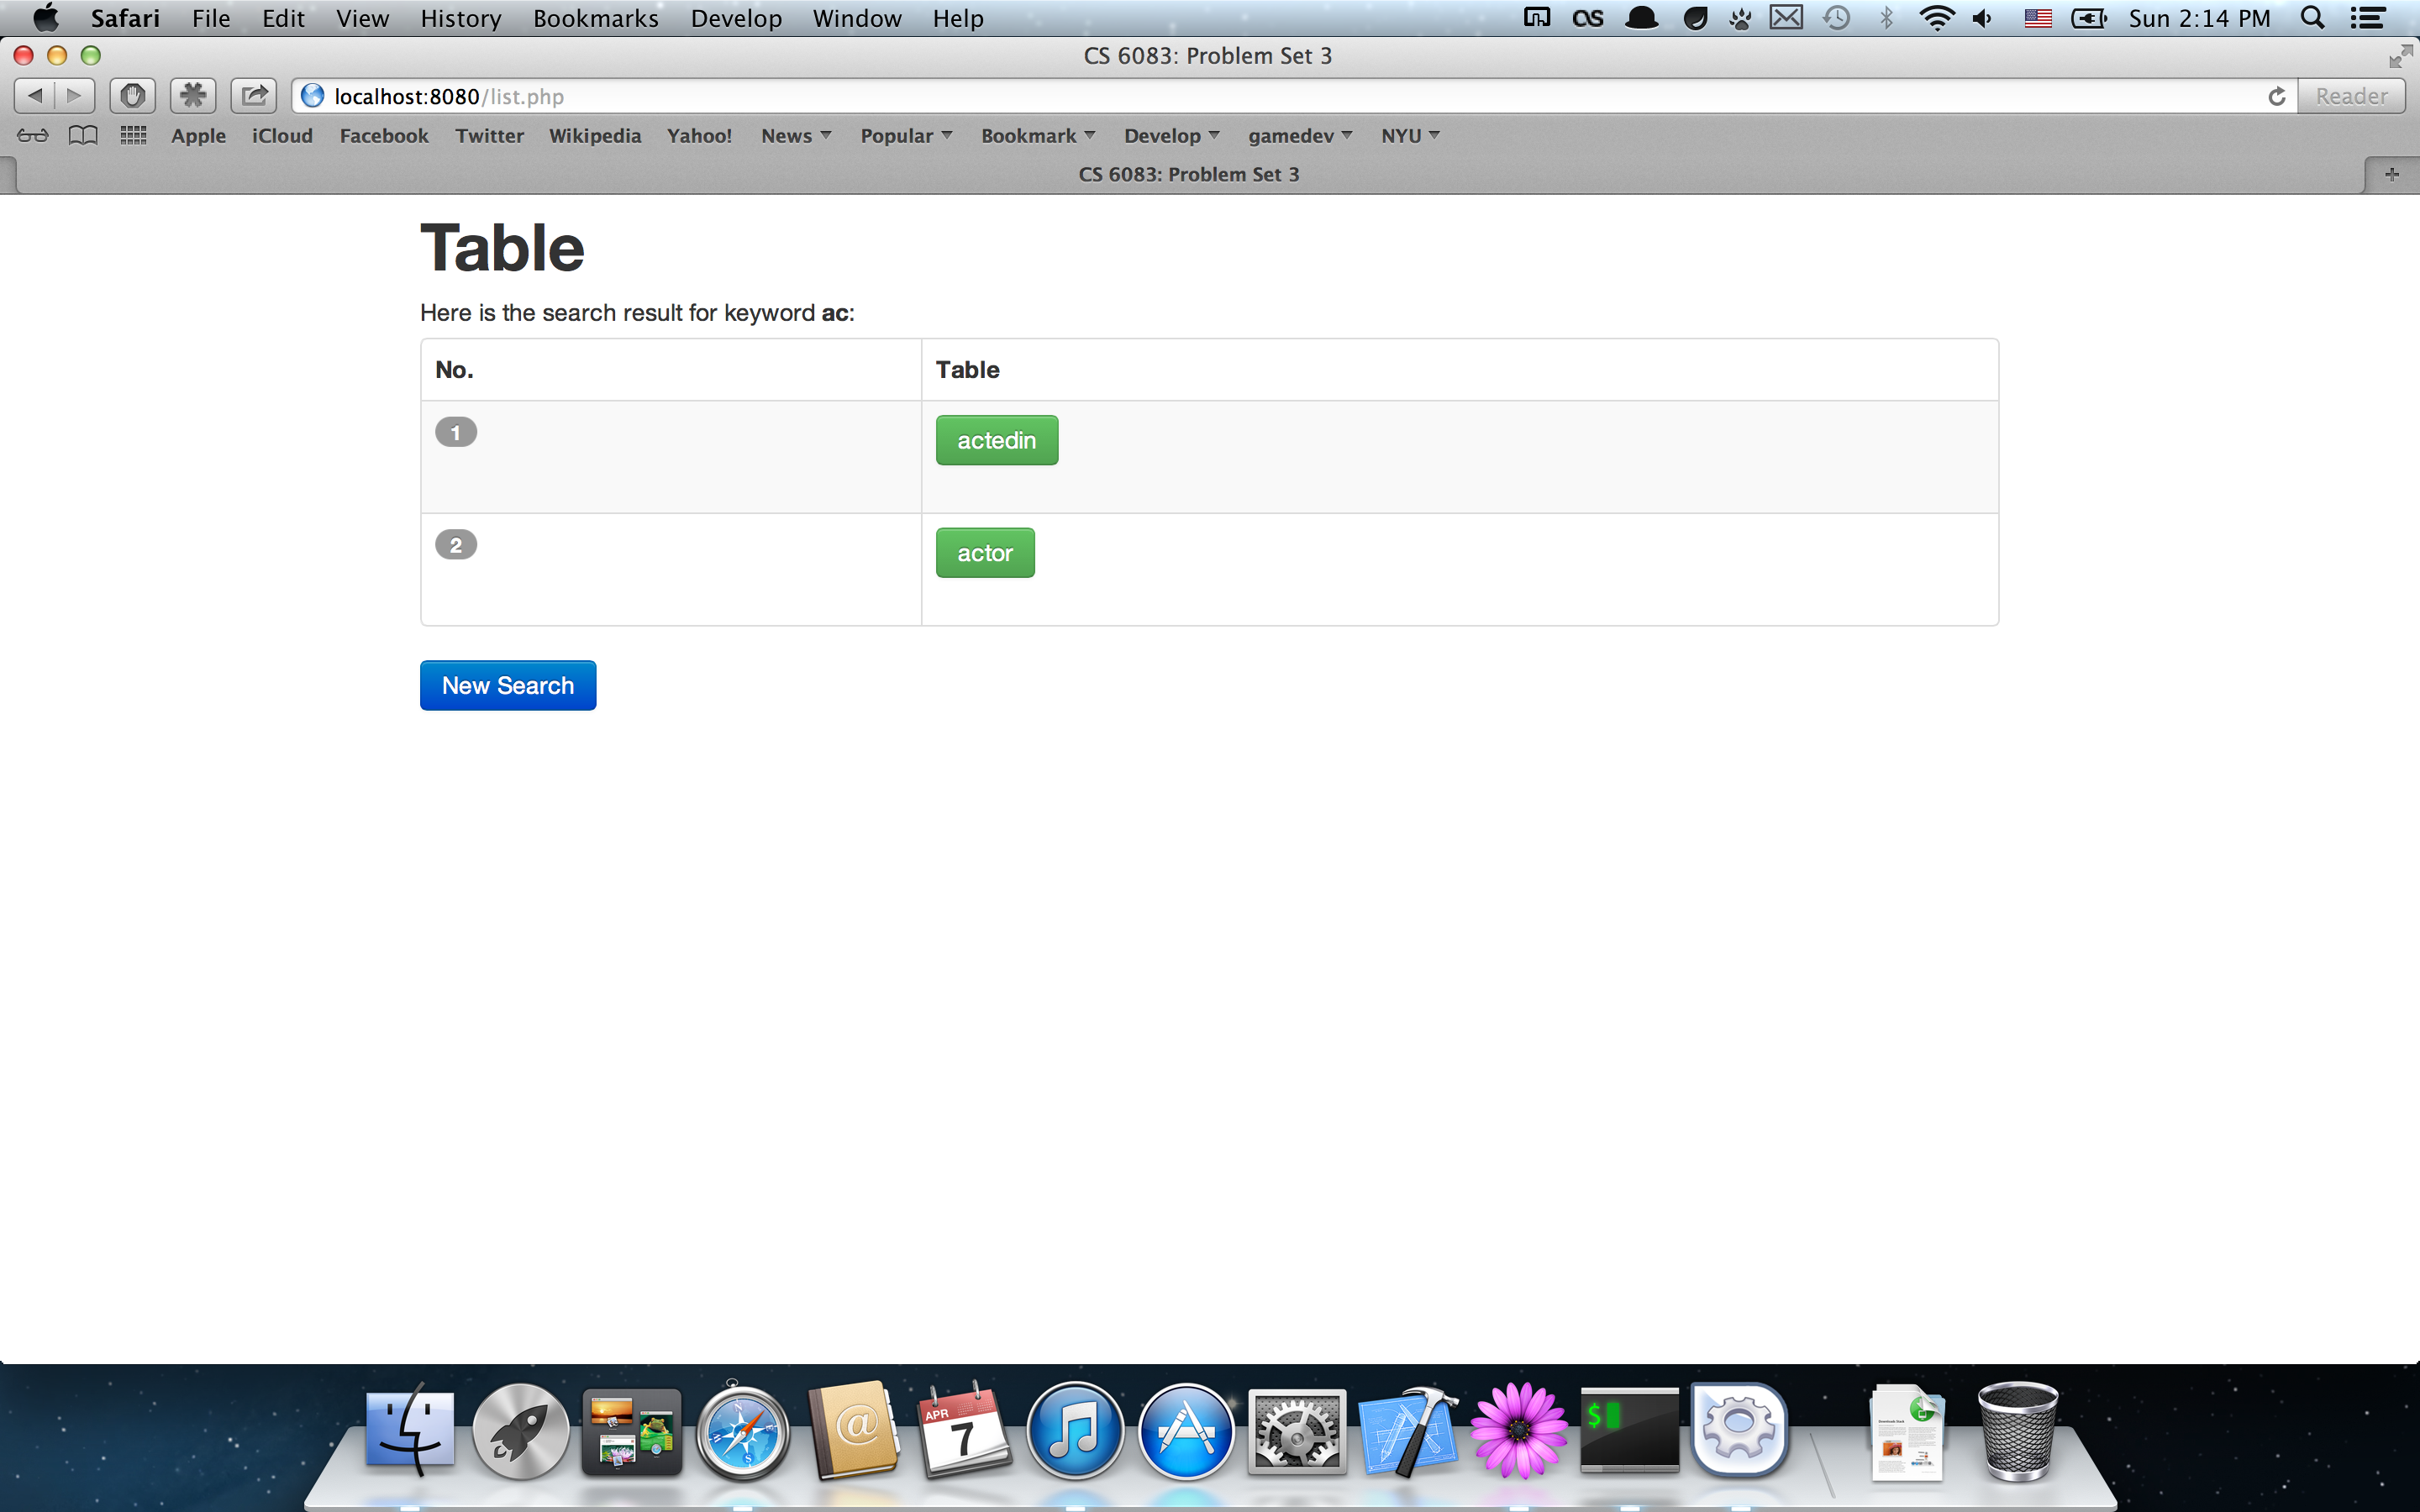 Safari File Edit View History Bookmarks Develop Window Help Sun 2:14 PM
CS 6083: Problem Set 3
localhost:8080/list.php Reader
Apple iCloud Facebook Twitter Wikipedia Yahoo! News Popular Bookmark Develop gamedev NYU
CS 6083: Problem Set 3
Table
Here is the search result for keyword ac:
No. Table
1 actedin
2 actor
New Search
APR
7
$